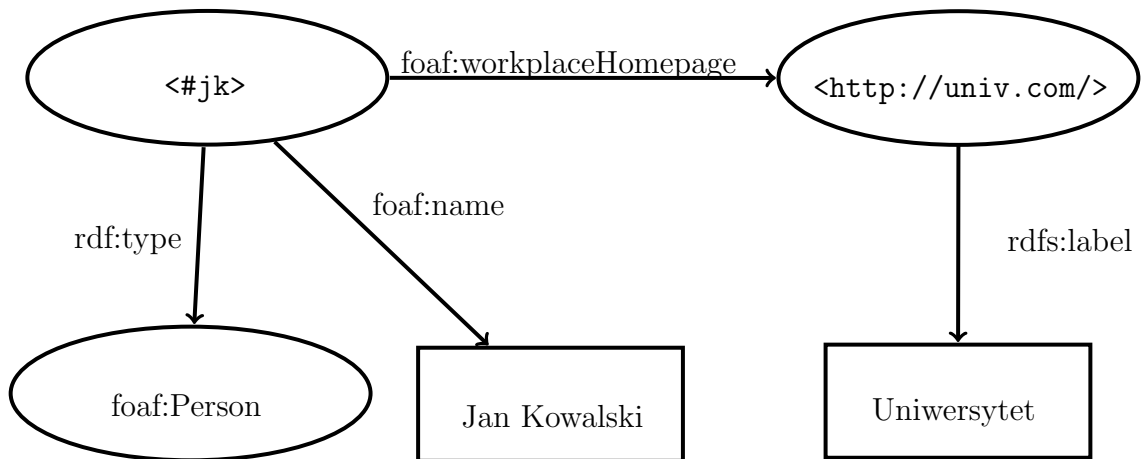 <#jk>
foaf:workplaceHomepage
<http://univ.com/>
rdf:type
foaf:name
rdfs:label
foaf:Person
Jan Kowalski
Uniwersytet